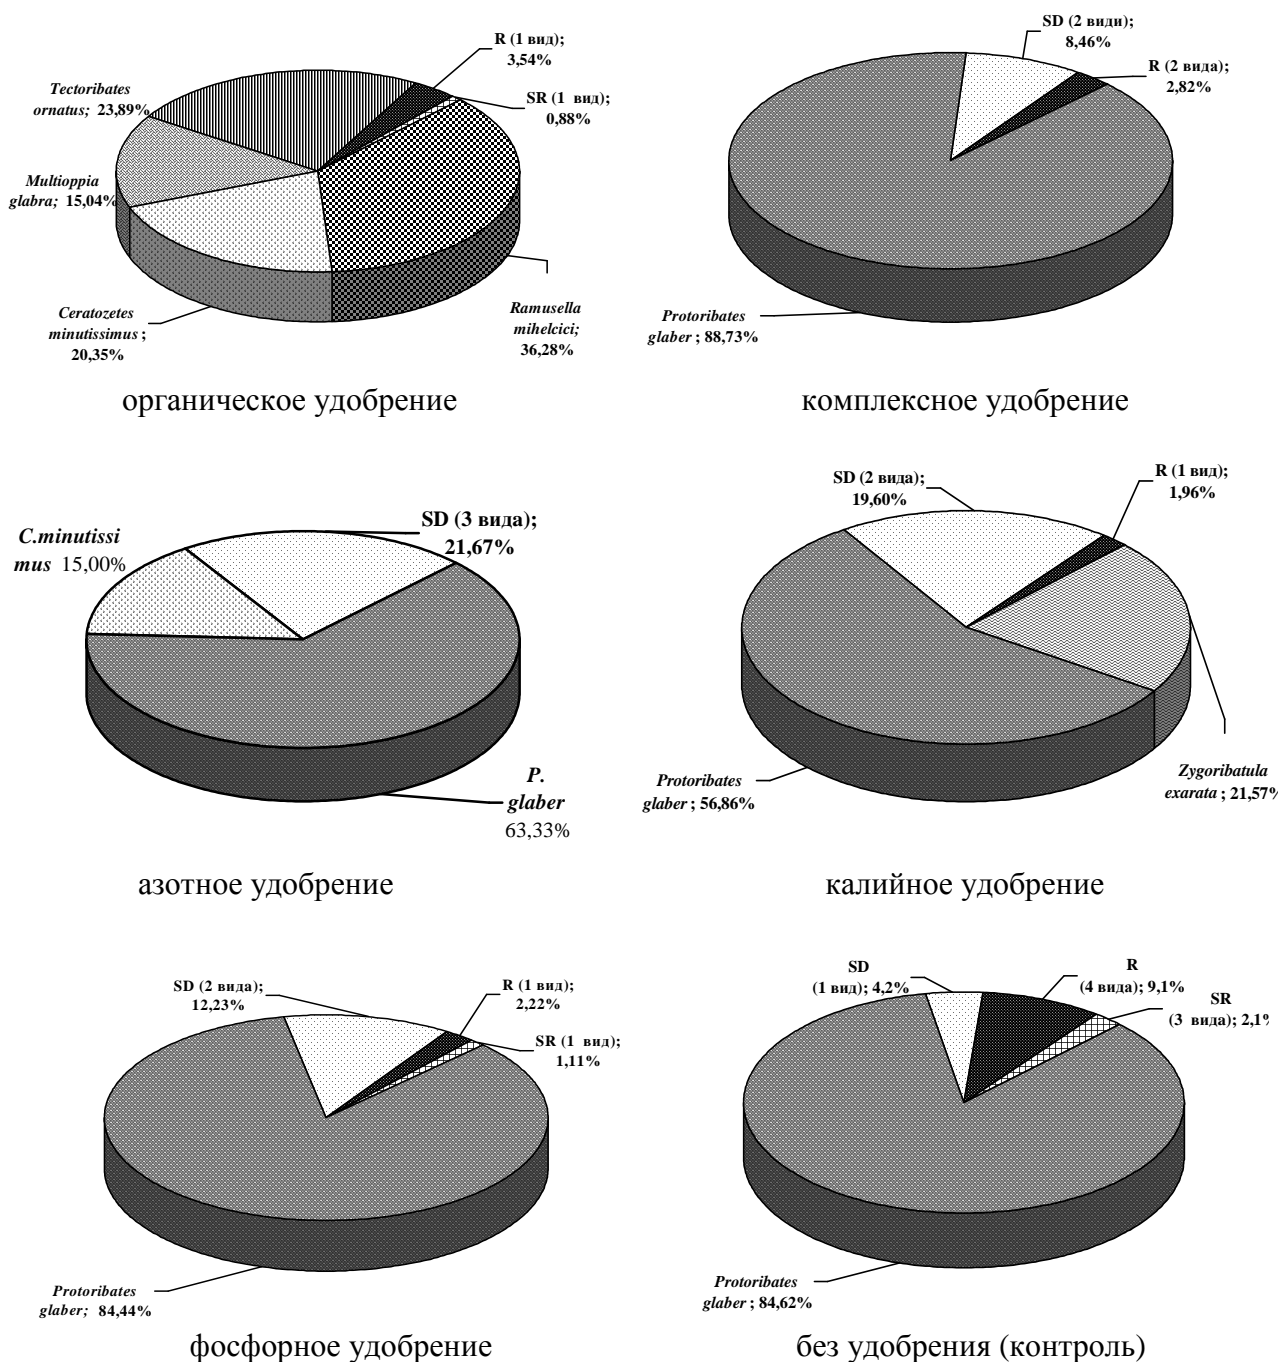 R (1 вид);
3,54%
SR (1 вид);
0,88%
Tectoribates
ornatus; 23,89%
Multioppia
glabra; 15,04%
Ceratozetes
minutissimus ;
20,35%
Ramusella
mihelcici;
36,28%
органическое удобрение
SD (2 види);
8,46%
R (2 вида);
2,82%
Protoribates
glaber ; 88,73%
комплексное удобрение
C.minutissi
mus 15,00%
SD (3 вида);
21,67%
P.
glaber
63,33%
азотное удобрение
SD (2 вида);
19,60%
R (1 вид);
1,96%
Protoribates
glaber ; 56,86%
Zygoribatula
exarata ; 21,57%
калийное удобрение
SD (2 вида);
12,23%
R (1 вид);
2,22%
SR (1 вид);
1,11%
Protoribates
glaber; 84,44%
фосфорное удобрение
SD
(1 вид); 4,2%
R
(4 вида); 9,1%
SR
(3 вида); 2,1%
Protoribates
glaber ; 84,62%
без удобрения (контроль)